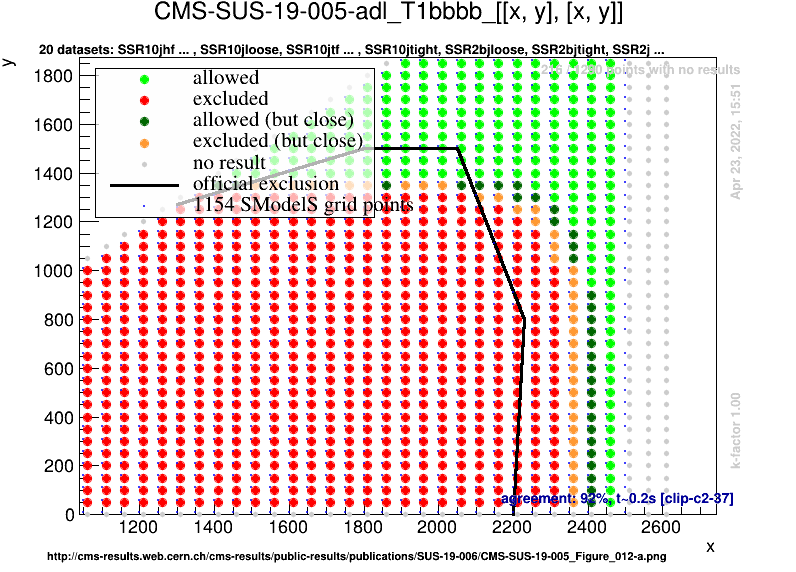 CMS-SUS-19-005-adl_T1bbbb_[[x, y], [x, y]]
20 datasets: SSR10jhf ... , SSR10jloose, SSR10jtf ... , SSR10jtight, SSR2bjloose, SSR2bjtight, SSR2j ...
y
points with no results
allowed
excluded
allowed (but close)
excluded (but close)
no result
official exclusion
1154 SModelS grid points
Apr 23, 2022, 15:51
k-factor 1.00
1800
1600
1400
1200
1000
800
600
400
200
0
agreement: 92%, t~0.2s [clip-c2-37]
1200 1400 1600 1800 2000 2200 2400 2600
x
http://cms-results.web.cern.ch/cms-results/public-results/publications/SUS-19-006/CMS-SUS-19-005_Figure_012-a.png